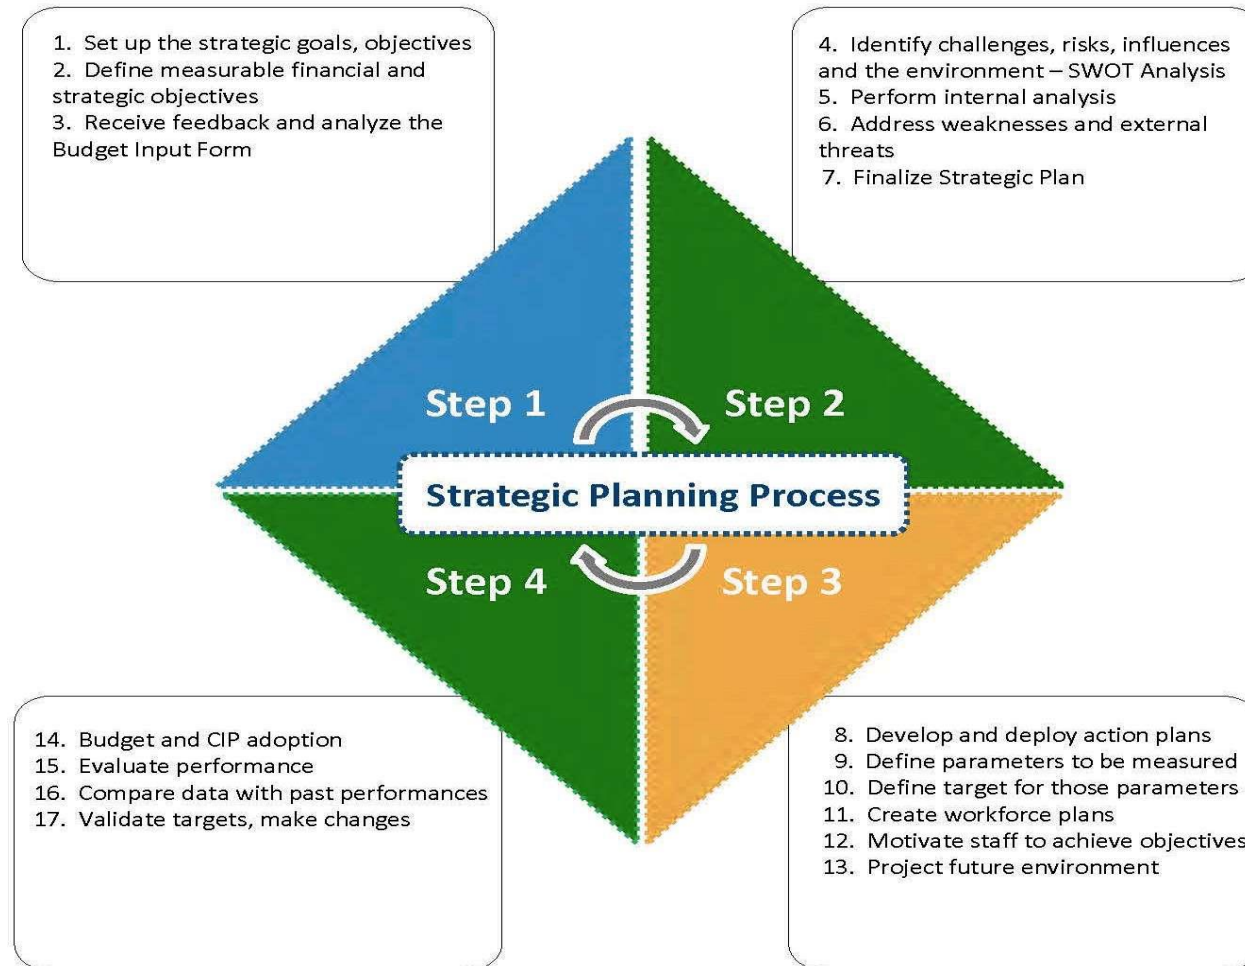 1. Set up the strategic goals, objectives
2. Define measurable financial and
strategic objectives
3. Receive feedback and analyze the
Budget Input Form
4. Identify challenges, risks, influences
and the environment – SWOT Analysis
5. Perform internal analysis
6. Address weaknesses and external
threats
7. Finalize Strategic Plan
Step 1
Step 2
Strategic Planning Process
Step 4
Step 3
14. Budget and CIP adoption
15. Evaluate performance
16. Compare data with past performances
17. Validate targets, make changes
8. Develop and deploy action plans
9. Define parameters to be measured
10. Define target for those parameters
11. Create workforce plans
12. Motivate staff to achieve objectives
13. Project future environment